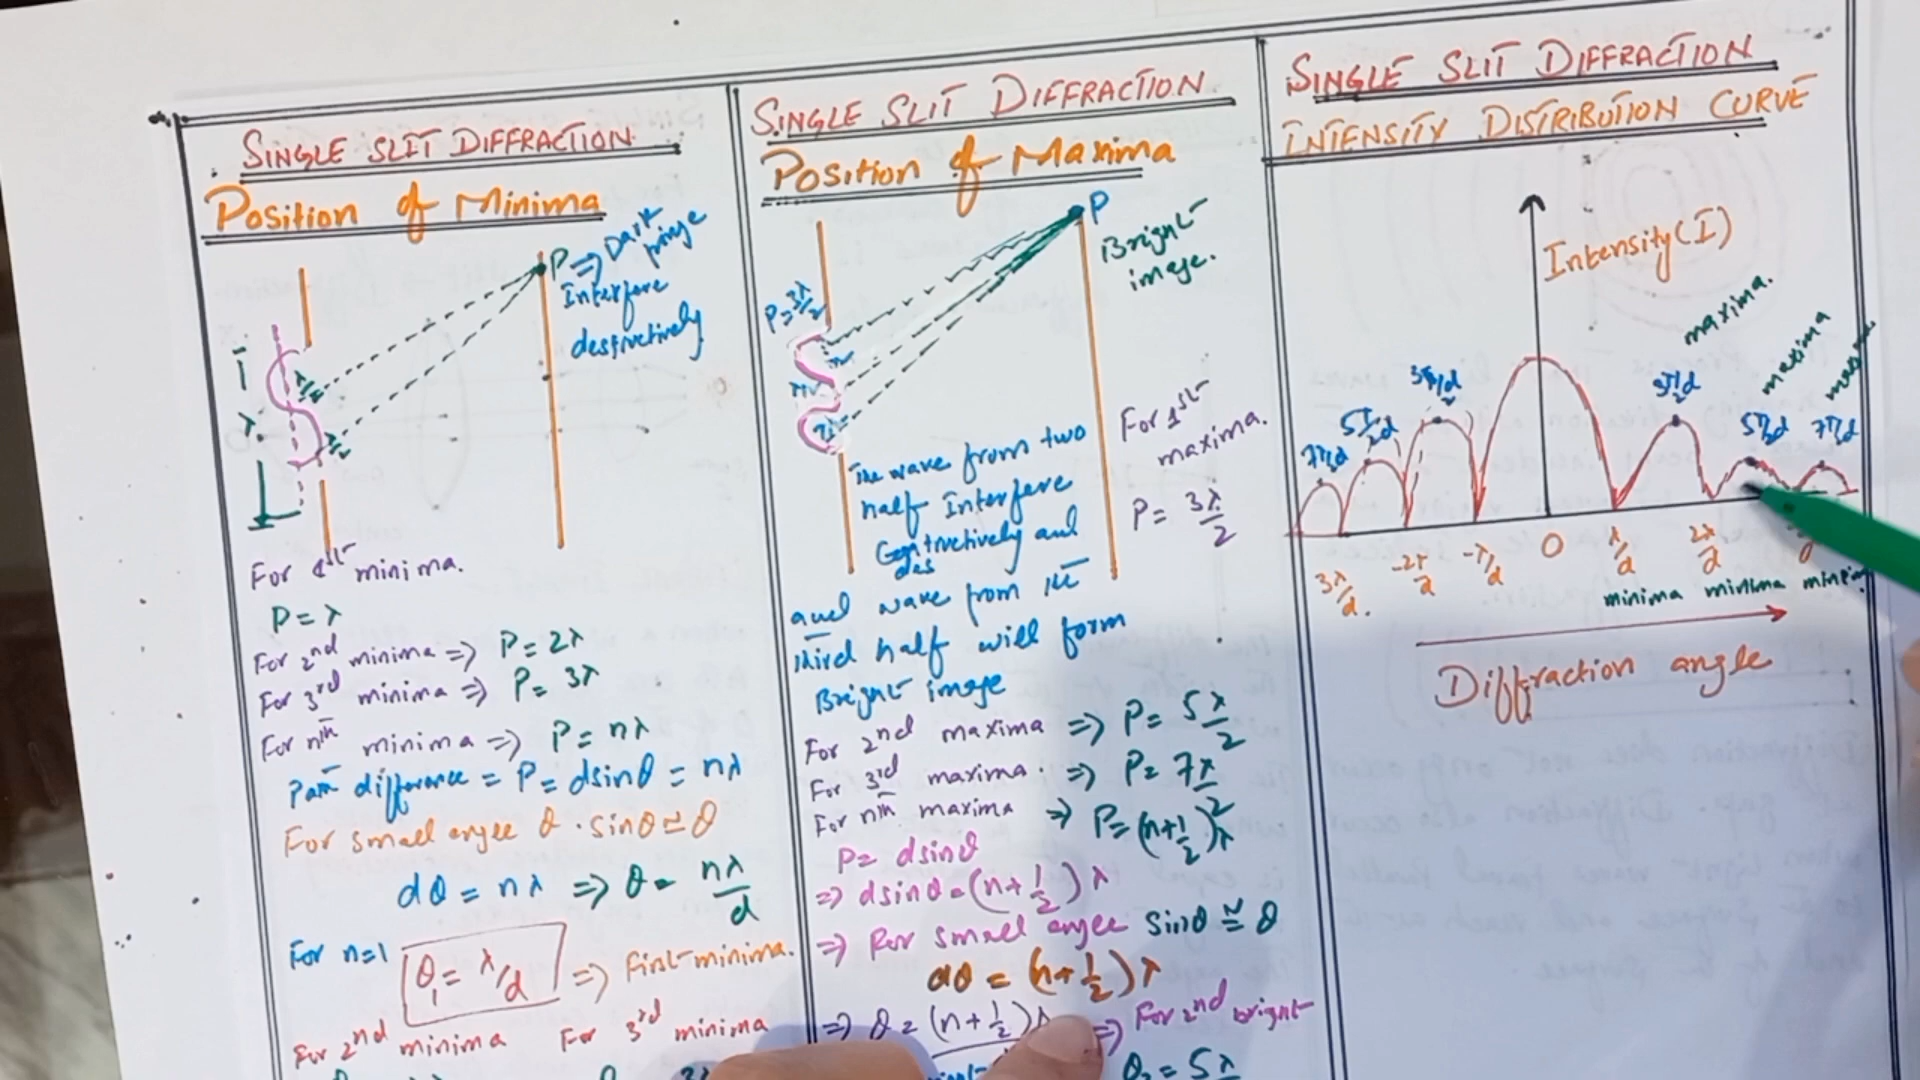 SINGLE SLIT DIFFRACTION
Position of Minima
P => Dark
fringe
Interfere
destructively
λ/2
λ/2
For 1st minima.
P = λ
For 2nd minima => P = 2λ
For 3rd minima => P = 3λ
For nth minima => P = nλ
Path difference = P = dsinθ = nλ
For small angle θ . sinθ ≅ θ
dθ = nλ => θ = nλ/d
For n=1 θ₁ = λ/d => First minima.
For 2nd minima For 3rd minima
SINGLE SLIT DIFFRACTION
Position of Maxima
P
Bright
image.
P = 3λ/2
For 1st
maxima.
P = 3λ/2
The wave from two
half Interfere
and
and wave from the
third half will form
Bright image
For 2nd maxima => P = 5λ/2
For 3rd maxima => P = 7λ/2
For nth maxima => P = (n+1/2)λ
P = dsinθ
=> dsinθ = (n+1/2)λ
=> For small angle sinθ ≅ θ
dθ = (n+1/2)λ
=> θ = (n+1/2)λ => For 2nd bright
SINGLE SLIT DIFFRACTION
INTENSITY DISTRIBUTION CURVE
Intensity (I)
maxima.
maxima
7λ/2d 5λ/2d 3λ/2d 3λ/2d 5λ/2d 7λ/2d
3λ/d. -2λ/d -λ/d 0 λ/d 2λ/d
minima minima
Diffraction angle